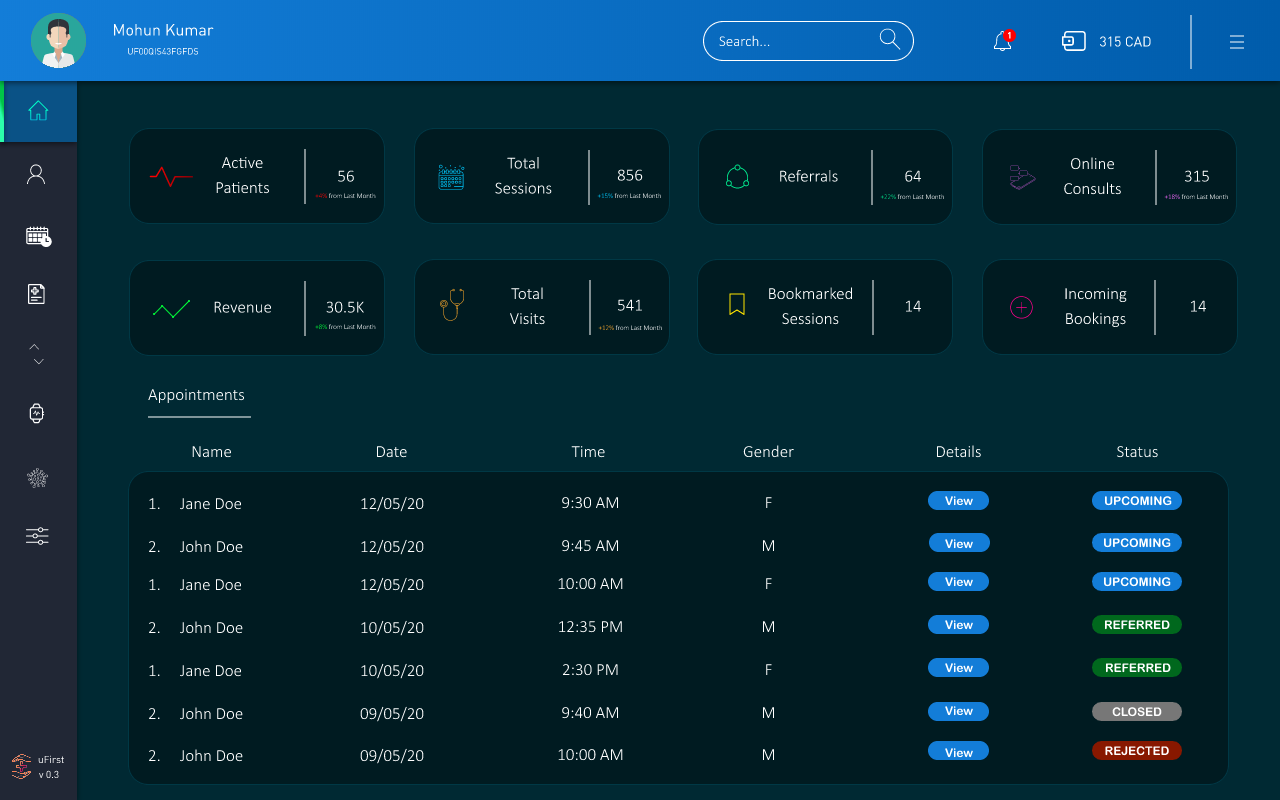 Mohun Kumar
UF00QIS43FGFDS
Search...
1
315 CAD
Active
Patients
56
+4% from Last Month
Total
Sessions
856
+15% from Last Month
Referrals
64
+22% from Last Month
Online
Consults
315
+18% from Last Month
Revenue
30.5K
+8% from Last Month
Total
Visits
541
+12% from Last Month
Bookmarked
Sessions
14
Incoming
Bookings
14
Appointments
Name Date Time Gender Details Status
1. Jane Doe 12/05/20 9:30 AM F View UPCOMING
2. John Doe 12/05/20 9:45 AM M View UPCOMING
1. Jane Doe 12/05/20 10:00 AM F View UPCOMING
2. John Doe 10/05/20 12:35 PM M View REFERRED
1. Jane Doe 10/05/20 2:30 PM F View REFERRED
2. John Doe 09/05/20 9:40 AM M View CLOSED
2. John Doe 09/05/20 10:00 AM M View REJECTED
uFirst
v 0.3